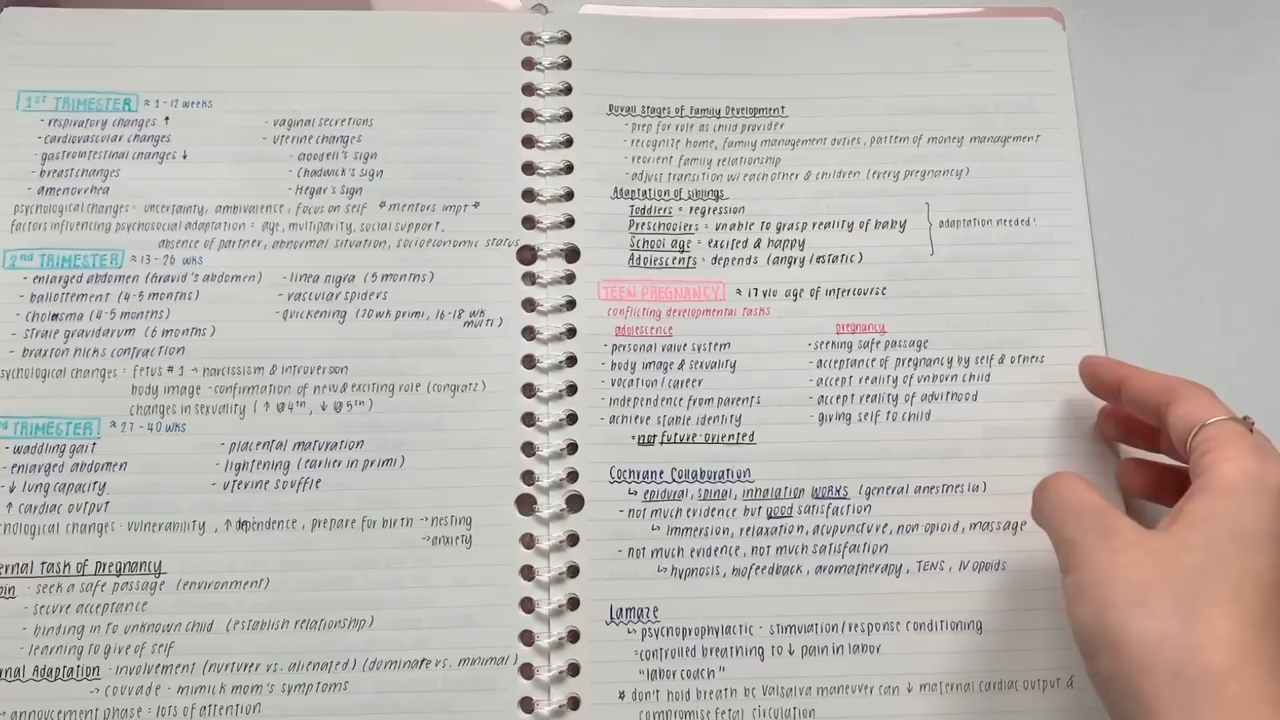 1ST TRIMESTER ≈ 1-12 weeks
- respiratory changes ↑
- cardiovascular changes
- gastrointestinal changes ↓
- breast changes
- amenorrhea
- vaginal secretions
- uterine changes
- Goodell's sign
- Chadwick's sign
- Hegar's sign
psychological changes · uncertainty, ambivalence, focus on self *mentors impt*
factors influencing psychosocial adaptation = age, multiparity, social support,
absence of partner, abnormal situation, socioeconomic status
2nd TRIMESTER ≈ 13-26 wks
- enlarged abdomen (Gravid's abdomen)
- ballottement (4-5 months)
- choloasma (4-5 months)
- straie gravidarum (6 months)
- braxton hicks contraction
- linea nigra (5 months)
- vascular spiders
- quickening (20wk primi, 16-18 wk
multi)
sychological changes = fetus #1 → narcissism & introversion
body image - confirmation of new & exciting role (congratz)
changes in sexuality (↑ @4th, ↓ @5th)
TRIMESTER ≈ 27-40 wks
- waddling gait ↑
- enlarged abdomen
- ↓ lung capacity
↑ cardiac output
- placental maturation
- lightening (earlier in primi)
- uterine souffle
chological changes · vulnerability, ↑ dependence, prepare for birth → nesting
→ anxiety
ernal Task of pregnancy
bin · seek a safe passage (environment)
- secure acceptance
- binding in to unknown child (establish relationship)
- learning to give of self
rnal Adaptation · involvement (nurturer vs. alienated) (dominate vs. minimal)
→ couvade - mimick mom's symptoms
→ annoucement phase = lots of attention
Duvall Stages of Family Development
- prep for role as child provider
- recognize home, family management duties, pattern of money management
- reorient family relationship
- adjust transition w/ each other & children (every pregnancy)
Adaptation of siblings
Toddlers = regression
Preschoolers = unable to grasp reality of baby
School age = excited & happy
Adolescents = depends (angry/estatic)
adaptation needed!
TEEN PREGNANCY ≈ 17 y/o age of intercourse
conflicting developmental tasks
adolescence
- personal value system
- body image & sexuality
- vocation/career
- independence from parents
- achieve stable identity
= not future-oriented
pregnancy
- seeking safe passage
- acceptance of pregnancy by self & others
- accept reality of unborn child
- accept reality of adulthood
- giving self to child
Cochrane Collaboration
↳ epidural, spinal, inhalation WORKS (general anesthesia)
- not much evidence but good satisfaction
↳ immersion, relaxation, acupuncture, non-opioid, massage
- not much evidence, not much satisfaction
↳ hypnosis, biofeedback, aromatherapy, TENS, IV opoids
Lamaze
↳ psychoprophylactic - stimulation/response conditioning
= controlled breathing to ↓ pain in labor
"labor coach"
* don't hold breath bc Valsalva maneuver can ↓ maternal cardiac output &
compromise fetal circulation